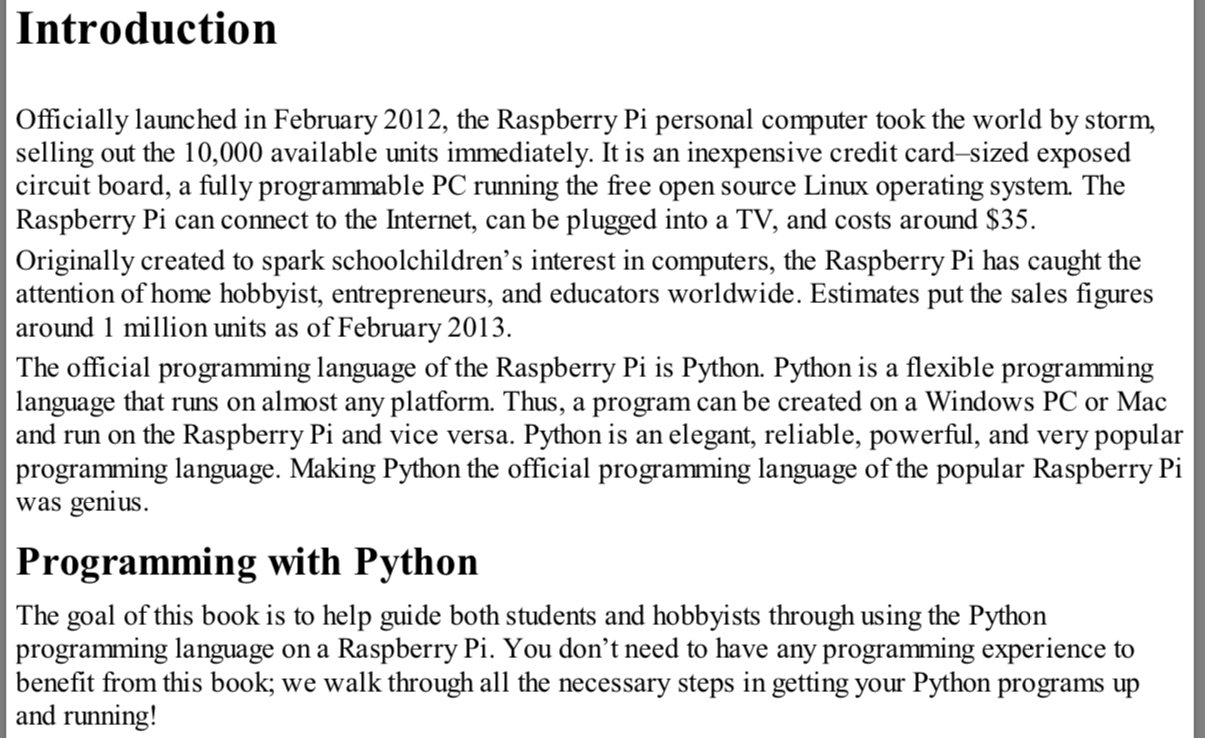 Introduction
Officially launched in February 2012, the Raspberry Pi personal computer took the world by storm,
selling out the 10,000 available units immediately. It is an inexpensive credit card–sized exposed
circuit board, a fully programmable PC running the free open source Linux operating system. The
Raspberry Pi can connect to the Internet, can be plugged into a TV, and costs around $35.
Originally created to spark schoolchildren’s interest in computers, the Raspberry Pi has caught the
attention of home hobbyist, entrepreneurs, and educators worldwide. Estimates put the sales figures
around 1 million units as of February 2013.
The official programming language of the Raspberry Pi is Python. Python is a flexible programming
language that runs on almost any platform. Thus, a program can be created on a Windows PC or Mac
and run on the Raspberry Pi and vice versa. Python is an elegant, reliable, powerful, and very popular
programming language. Making Python the official programming language of the popular Raspberry Pi
was genius.
Programming with Python
The goal of this book is to help guide both students and hobbyists through using the Python
programming language on a Raspberry Pi. You don’t need to have any programming experience to
benefit from this book; we walk through all the necessary steps in getting your Python programs up
and running!